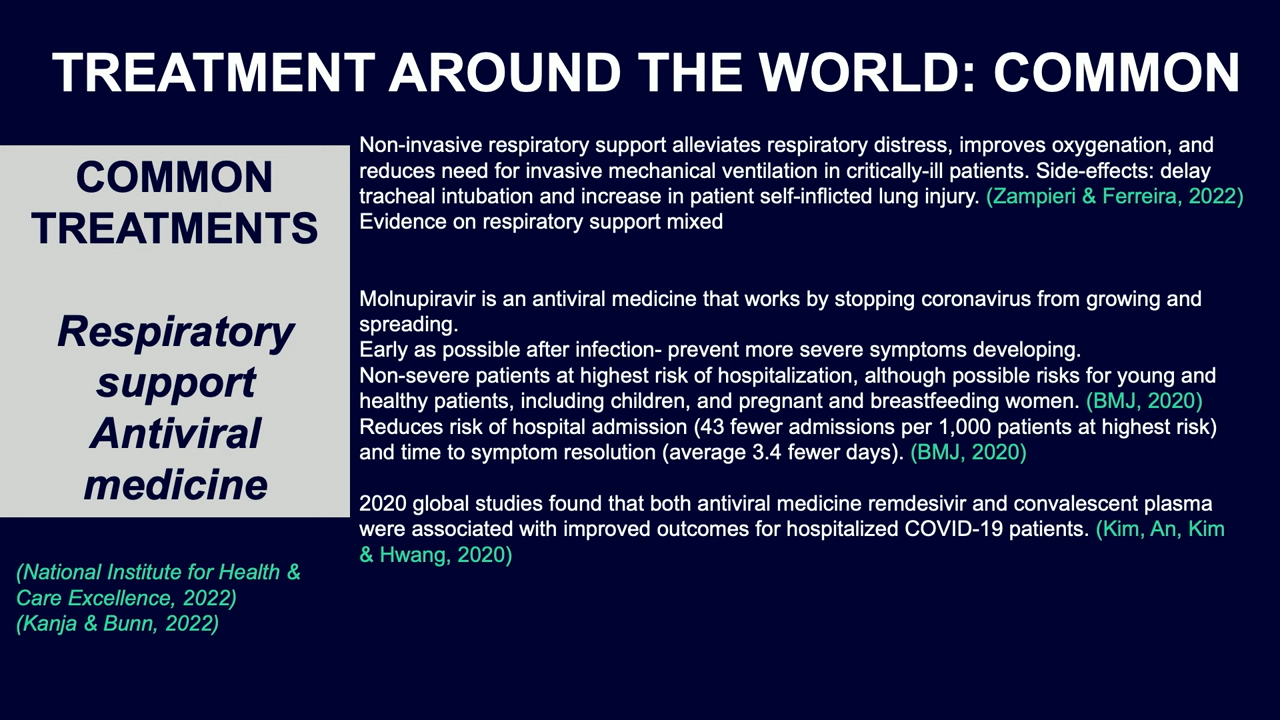 TREATMENT AROUND THE WORLD: COMMON
COMMON
TREATMENTS
Respiratory
support
Antiviral
medicine
(National Institute for Health &
Care Excellence, 2022)
(Kanja & Bunn, 2022)
Non-invasive respiratory support alleviates respiratory distress, improves oxygenation, and
reduces need for invasive mechanical ventilation in critically-ill patients. Side-effects: delay
tracheal intubation and increase in patient self-inflicted lung injury. (Zampieri & Ferreira, 2022)
Evidence on respiratory support mixed
Molnupiravir is an antiviral medicine that works by stopping coronavirus from growing and
spreading.
Early as possible after infection- prevent more severe symptoms developing.
Non-severe patients at highest risk of hospitalization, although possible risks for young and
healthy patients, including children, and pregnant and breastfeeding women. (BMJ, 2020)
Reduces risk of hospital admission (43 fewer admissions per 1,000 patients at highest risk)
and time to symptom resolution (average 3.4 fewer days). (BMJ, 2020)
2020 global studies found that both antiviral medicine remdesivir and convalescent plasma
were associated with improved outcomes for hospitalized COVID-19 patients. (Kim, An, Kim
& Hwang, 2020)